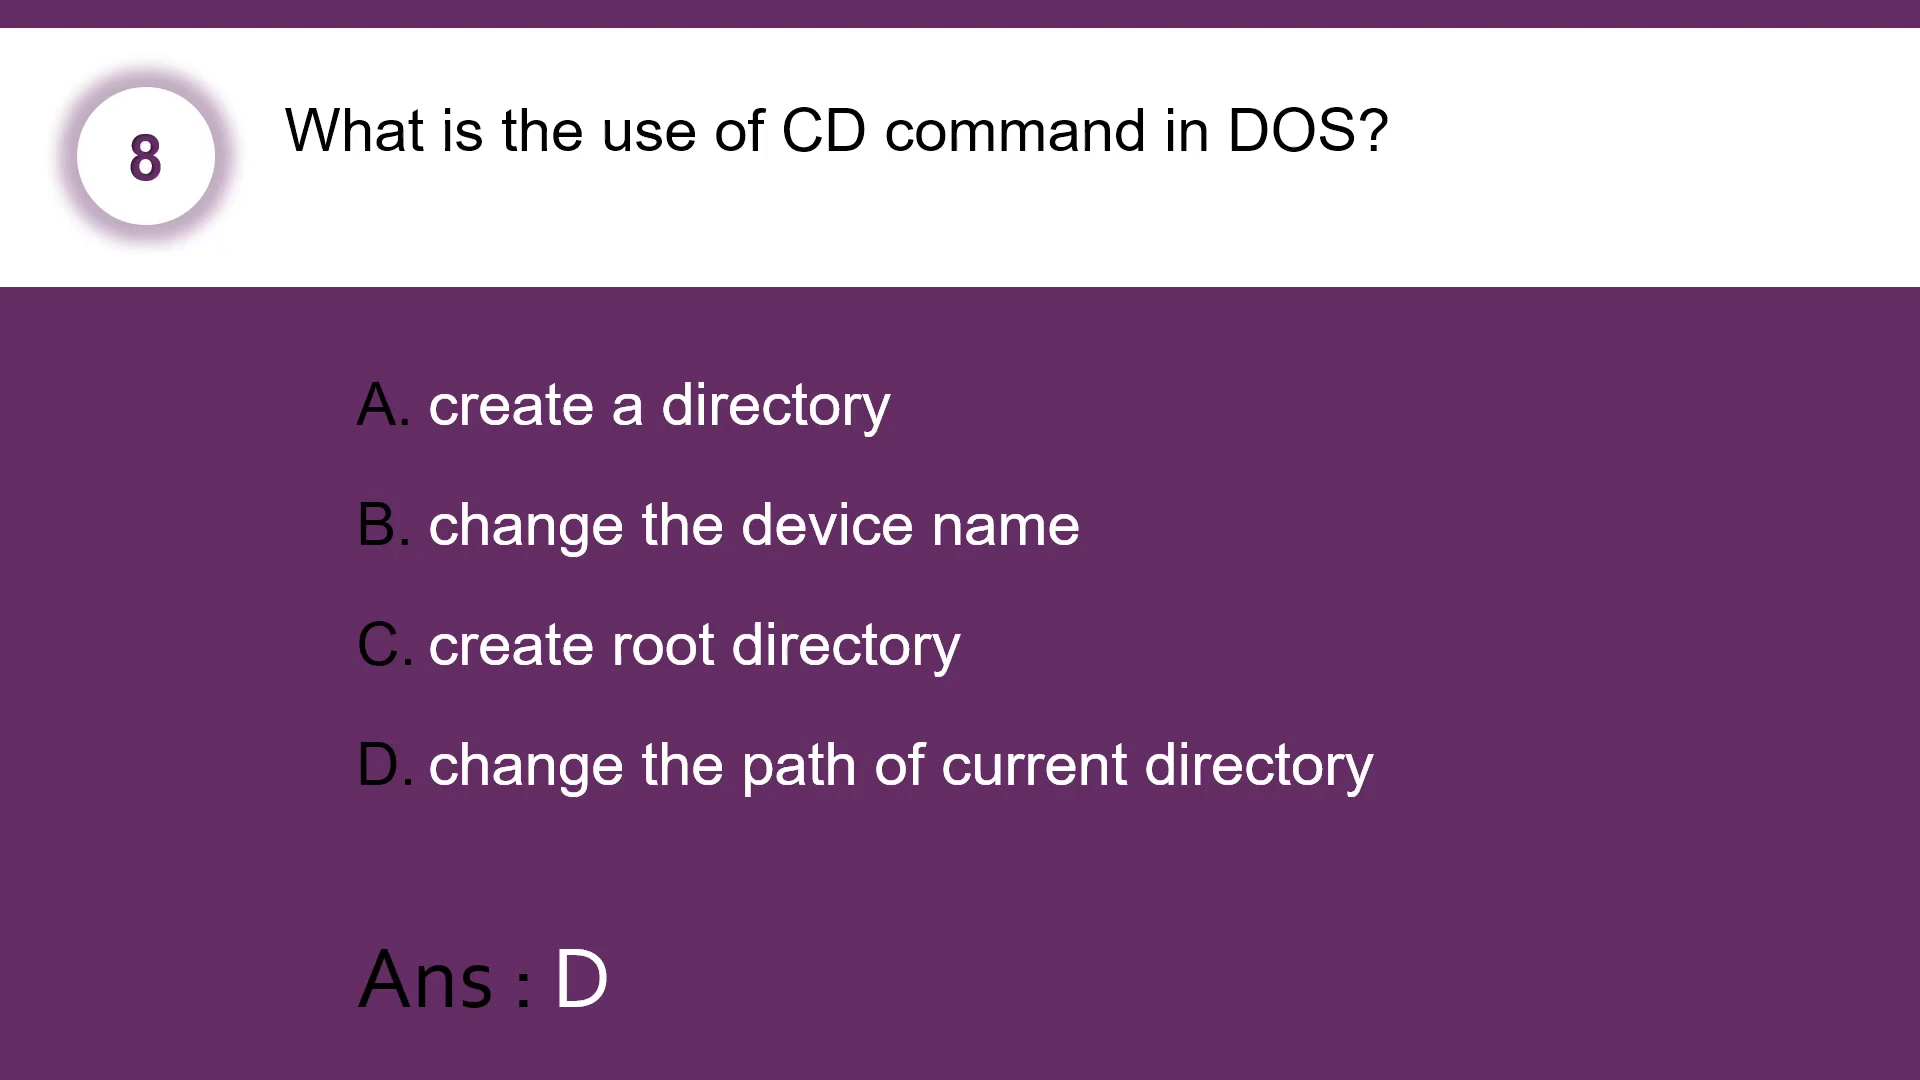 8
What is the use of CD command in DOS?
A. create a directory
B. change the device name
C. create root directory
D. change the path of current directory
Ans : D